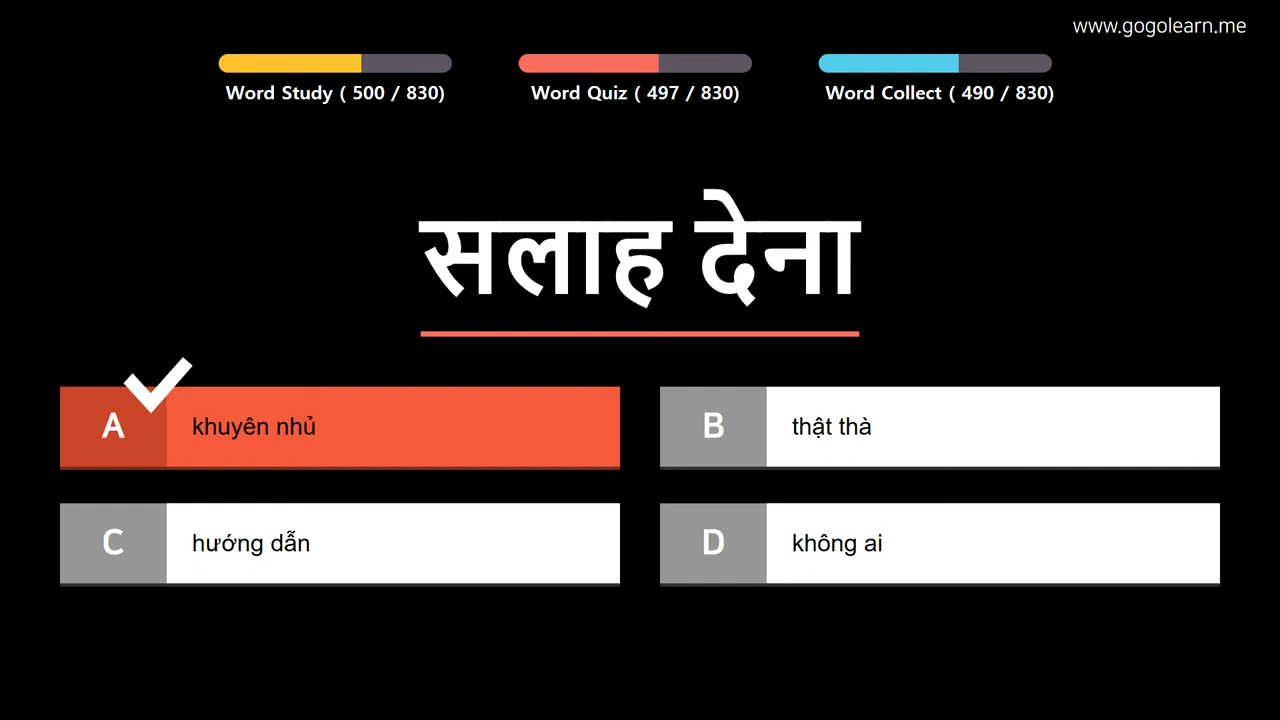 www.gogolearn.me
Word Study ( 500 / 830)
Word Quiz ( 497 / 830)
Word Collect ( 490 / 830)
सलाह देना
A
khuyên nhủ
B
thật thà
C
hướng dẫn
D
không ai